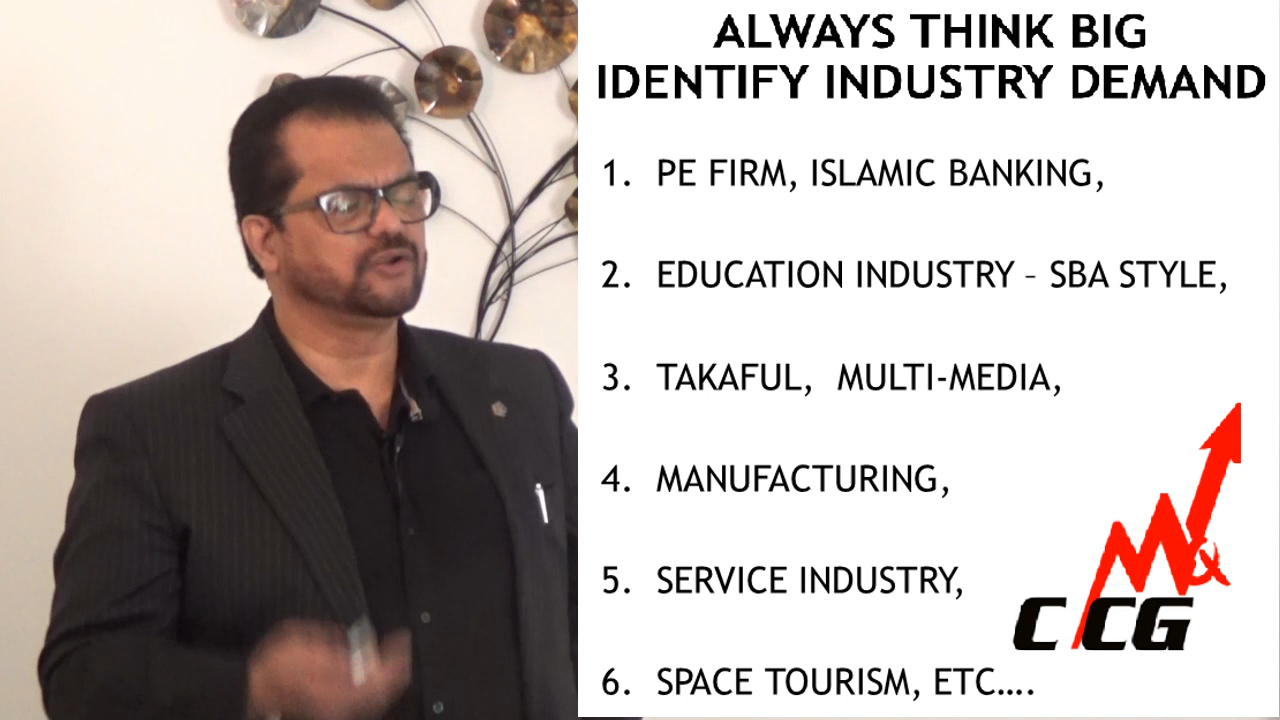 ALWAYS THINK BIG
IDENTIFY INDUSTRY DEMAND
1. PE FIRM, ISLAMIC BANKING,
2. EDUCATION INDUSTRY – SBA STYLE,
3. TAKAFUL, MULTI-MEDIA,
4. MANUFACTURING,
5. SERVICE INDUSTRY,
6. SPACE TOURISM, ETC....
M&
CICG